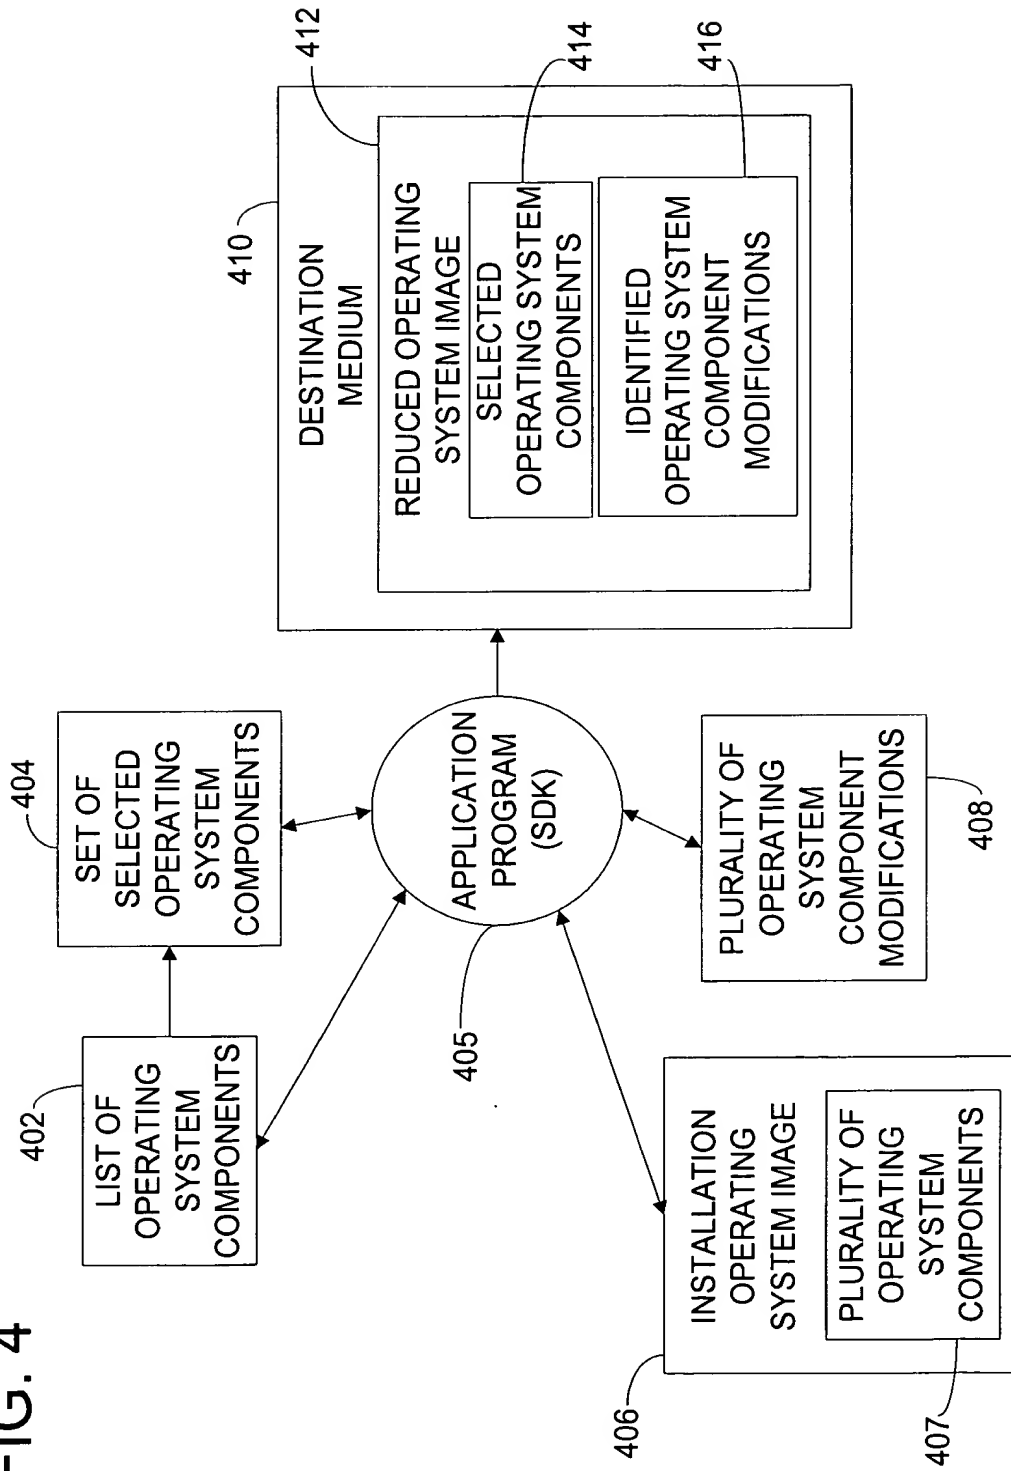 FIG. 4
402
LIST OF
OPERATING
SYSTEM
COMPONENTS
404
SET OF
SELECTED
OPERATING
SYSTEM
COMPONENTS
405
APPLICATION
PROGRAM
(SDK)
406
INSTALLATION
OPERATING
SYSTEM IMAGE
407
PLURALITY OF
OPERATING
SYSTEM
COMPONENTS
408
PLURALITY OF
OPERATING
SYSTEM
COMPONENT
MODIFICATIONS
410
DESTINATION
MEDIUM
412
REDUCED OPERATING
SYSTEM IMAGE
414
SELECTED
OPERATING SYSTEM
COMPONENTS
416
IDENTIFIED
OPERATING SYSTEM
COMPONENT
MODIFICATIONS